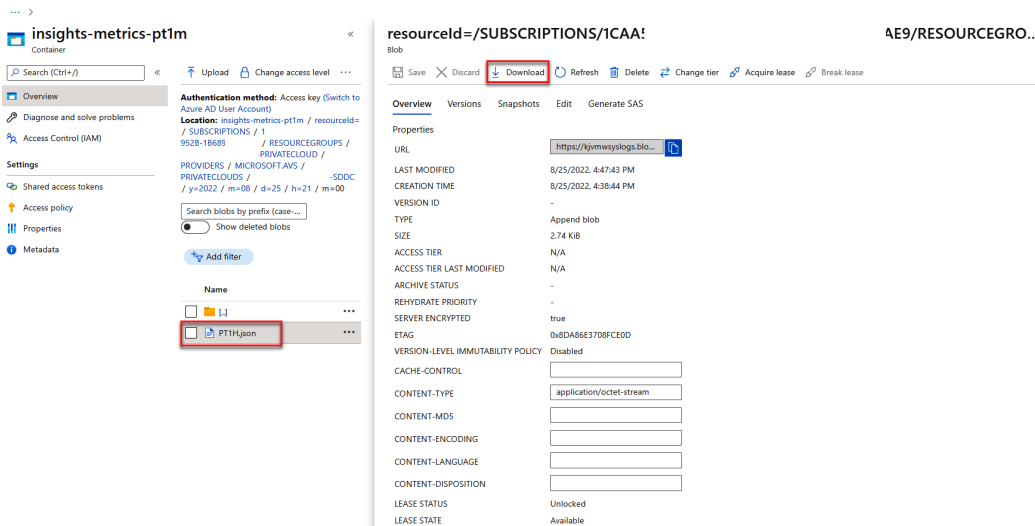 ... >
insights-metrics-pt1m
Container
«
Search (Ctrl+/)
«
Overview
Diagnose and solve problems
Access Control (IAM)
Settings
Shared access tokens
Access policy
Properties
Metadata
Upload Change access level ...
Authentication method: Access key (Switch to
Azure AD User Account)
Location: insights-metrics-pt1m / resourceId=
/ SUBSCRIPTIONS / 1
952B-1B689 / RESOURCEGROUPS /
-PRIVATECLOUD /
PROVIDERS / MICROSOFT.AVS /
PRIVATECLOUDS / -SDDC
/ y=2022 / m=08 / d=25 / h=21 / m=00
Search blobs by prefix (case-...
Show deleted blobs
Add filter
Name
[..] ...
PT1H.json ...
resourceId=/SUBSCRIPTIONS/1CAA! AE9/RESOURCEGRO...
Blob
Save Discard Download Refresh Delete Change tier Acquire lease Break lease
Overview Versions Snapshots Edit Generate SAS
Properties
URL https://kjvmwsyslogs.blo...
LAST MODIFIED 8/25/2022, 4:47:43 PM
CREATION TIME 8/25/2022, 4:38:44 PM
VERSION ID -
TYPE Append blob
SIZE 2.74 KiB
ACCESS TIER N/A
ACCESS TIER LAST MODIFIED N/A
ARCHIVE STATUS -
REHYDRATE PRIORITY -
SERVER ENCRYPTED true
ETAG 0x8DA86E3708FCE0D
VERSION-LEVEL IMMUTABILITY POLICY Disabled
CACHE-CONTROL
CONTENT-TYPE application/octet-stream
CONTENT-MD5
CONTENT-ENCODING
CONTENT-LANGUAGE
CONTENT-DISPOSITION
LEASE STATUS Unlocked
LEASE STATE Available